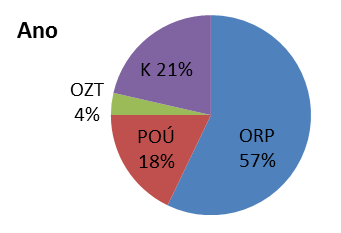 Ano
K 21%
OZT
4%
POÚ
18%
ORP
57%